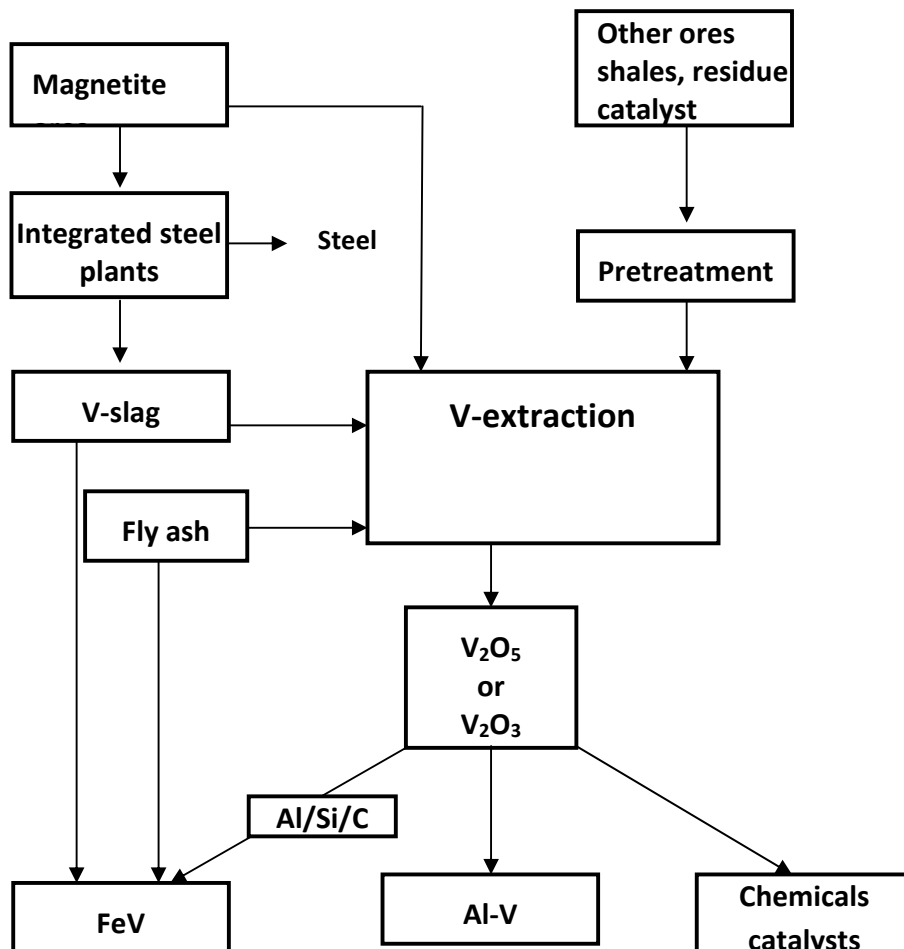 Other ores
shales, residue
catalyst
Magnetite
Integrated steel
plants
Steel
Pretreatment
V-slag
V-extraction
Fly ash
V₂O₅
or
V₂O₃
Al/Si/C
FeV
Al-V
Chemicals
catalysts